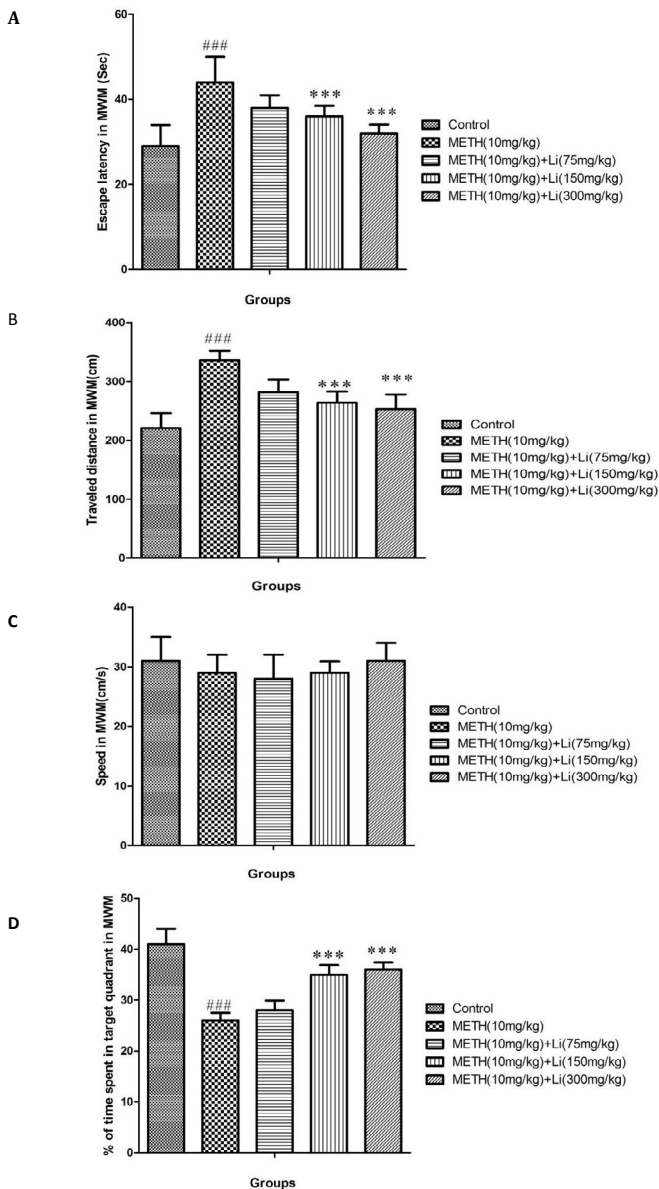 A
Escape latency in MWM (Sec)
60
40
20
0
###
***
***
Groups
Control
METH(10mg/kg)
METH(10mg/kg)+Li(75mg/kg)
METH(10mg/kg)+Li(150mg/kg)
METH(10mg/kg)+Li(300mg/kg)
B
Traveled distance in MWM(cm)
400
300
200
100
0
###
***
***
Groups
Control
METH(10mg/kg)
METH(10mg/kg)+Li(75mg/kg)
METH(10mg/kg)+Li(150mg/kg)
METH(10mg/kg)+Li(300mg/kg)
C
Speed in MWM(cm/s)
40
30
20
10
0
Groups
Control
METH(10mg/kg)
METH(10mg/kg)+Li(75mg/kg)
METH(10mg/kg)+Li(150mg/kg)
METH(10mg/kg)+Li(300mg/kg)
D
% of time spent in target quadrant in MWM
50
40
30
20
10
0
###
***
***
Groups
Control
METH(10mg/kg)
METH(10mg/kg)+Li(75mg/kg)
METH(10mg/kg)+Li(150mg/kg)
METH(10mg/kg)+Li(300mg/kg)